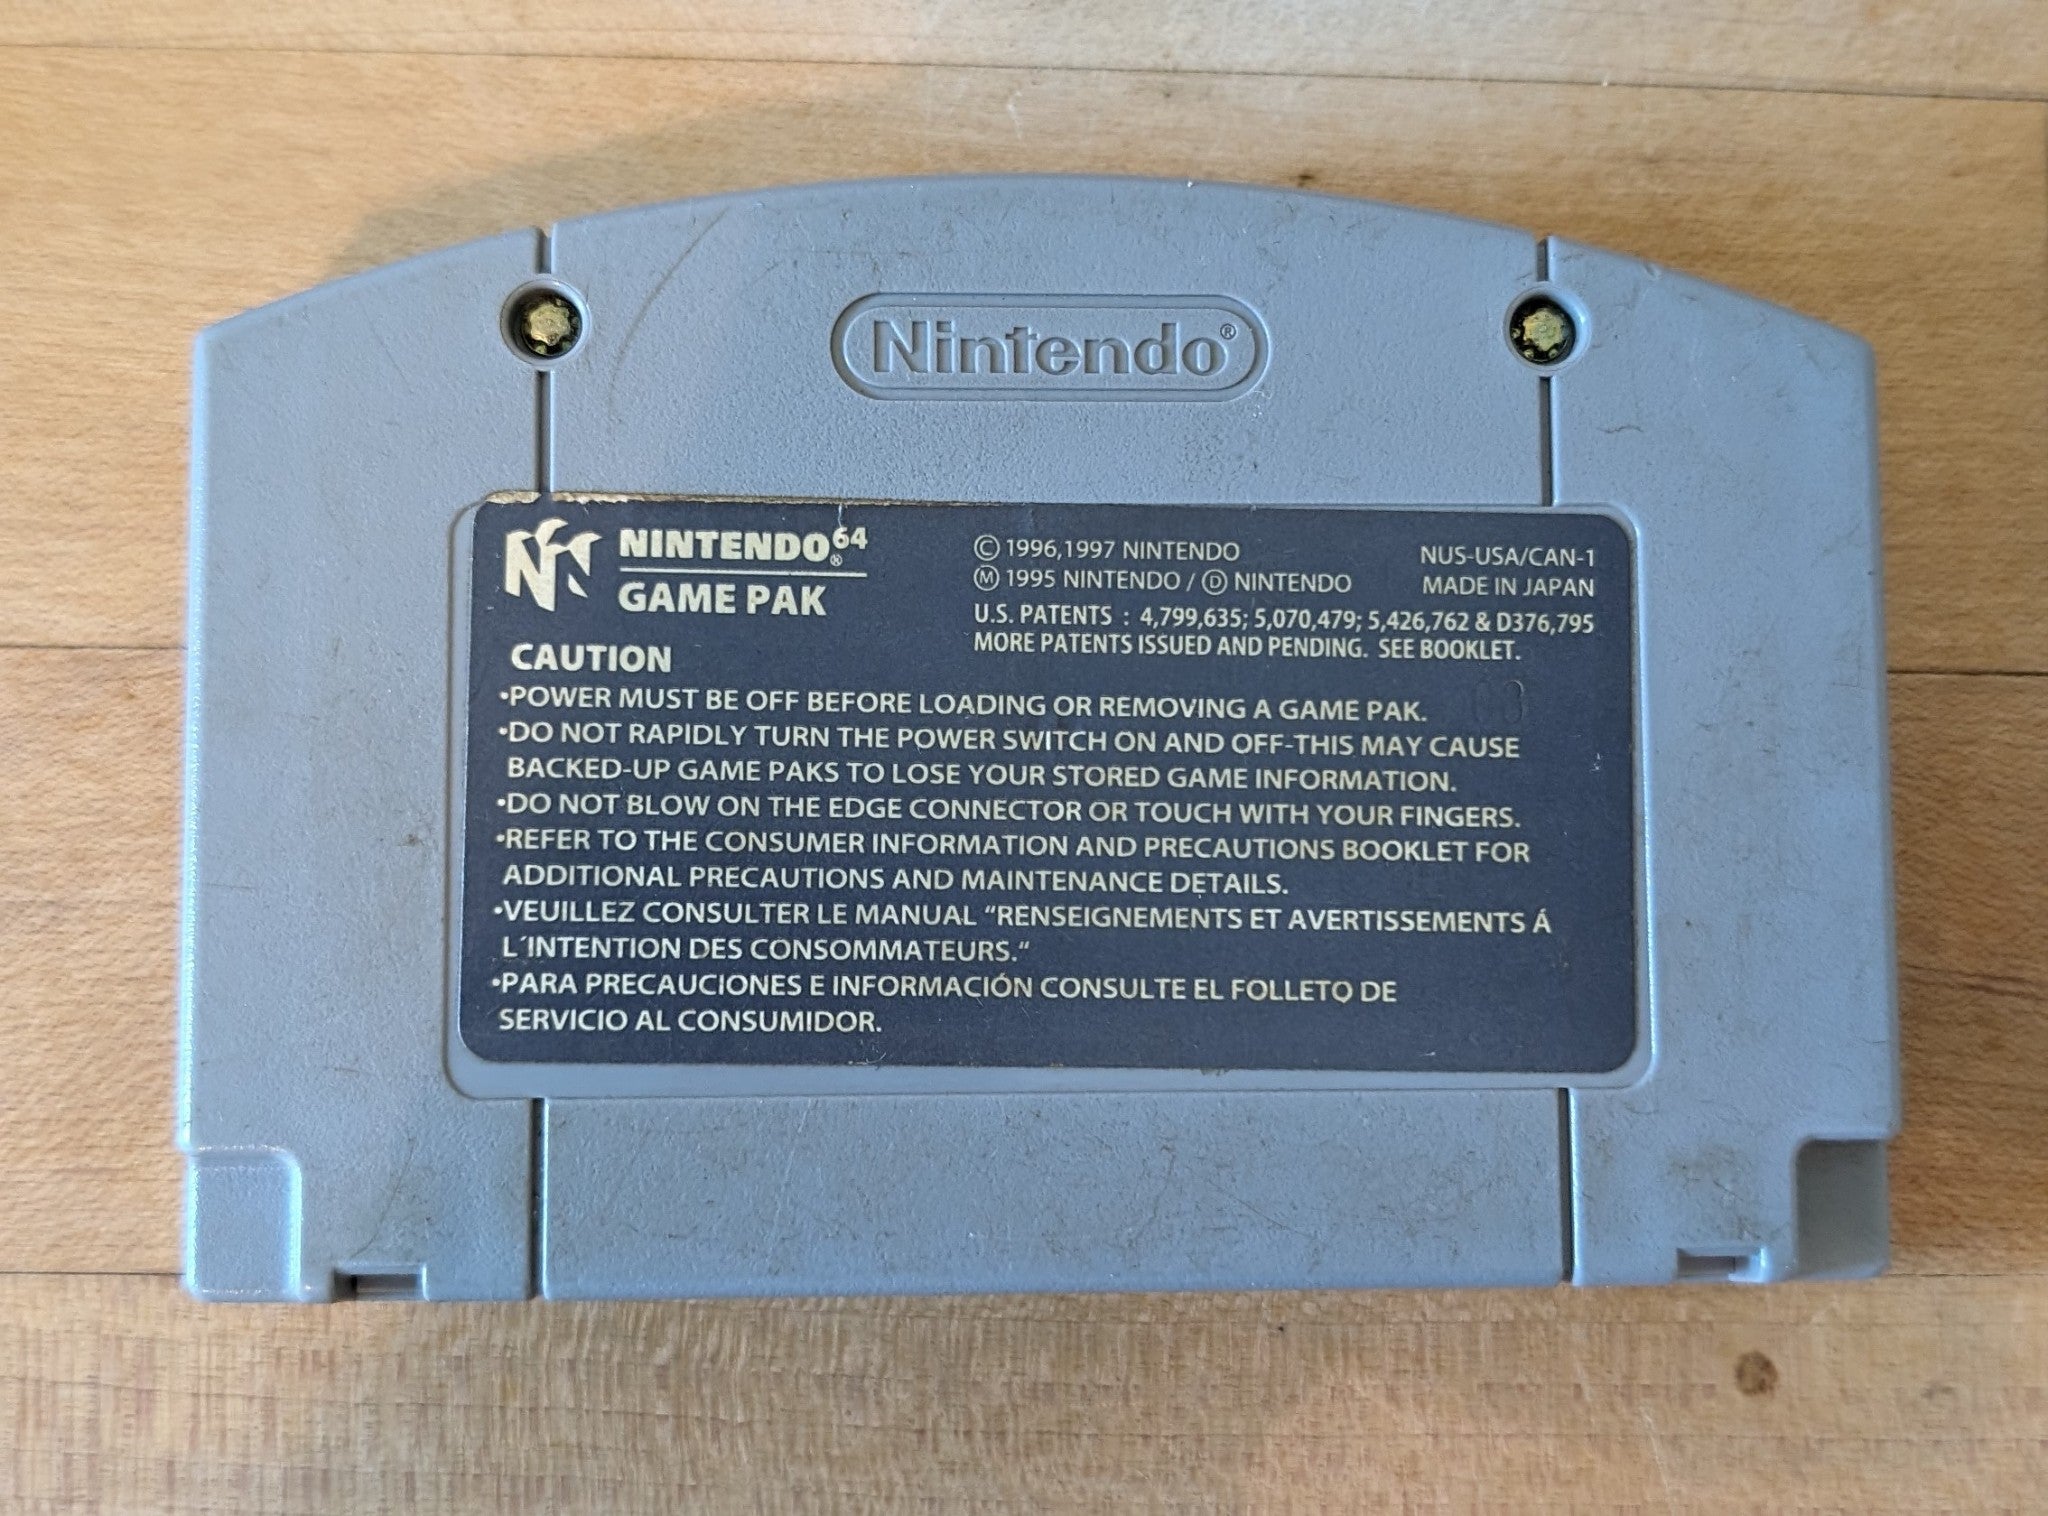 Nintendo®
NINTENDO®64
GAME PAK
© 1996,1997 NINTENDO
Ⓜ 1995 NINTENDO / Ⓓ NINTENDO
NUS-USA/CAN-1
MADE IN JAPAN
U.S. PATENTS : 4,799,635; 5,070,479; 5,426,762 & D376,795
MORE PATENTS ISSUED AND PENDING. SEE BOOKLET.
CAUTION
•POWER MUST BE OFF BEFORE LOADING OR REMOVING A GAME PAK.
•DO NOT RAPIDLY TURN THE POWER SWITCH ON AND OFF-THIS MAY CAUSE
BACKED-UP GAME PAKS TO LOSE YOUR STORED GAME INFORMATION.
•DO NOT BLOW ON THE EDGE CONNECTOR OR TOUCH WITH YOUR FINGERS.
•REFER TO THE CONSUMER INFORMATION AND PRECAUTIONS BOOKLET FOR
ADDITIONAL PRECAUTIONS AND MAINTENANCE DETAILS.
•VEUILLEZ CONSULTER LE MANUAL “RENSEIGNEMENTS ET AVERTISSEMENTS Á
L´INTENTION DES CONSOMMATEURS.“
•PARA PRECAUCIONES E INFORMACIÓN CONSULTE EL FOLLETO DE
SERVICIO AL CONSUMIDOR.